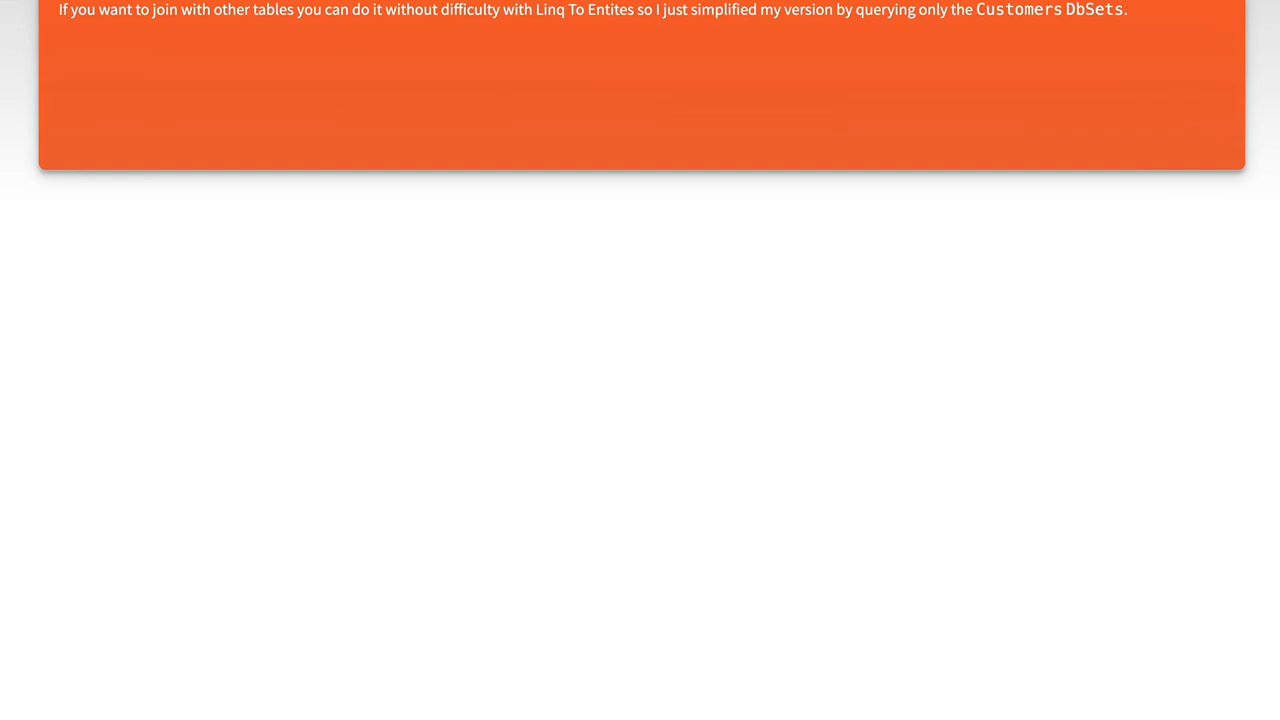 If you want to join with other tables you can do it without difficulty with Linq To Entites so I just simplified my version by querying only the Customers DbSets.